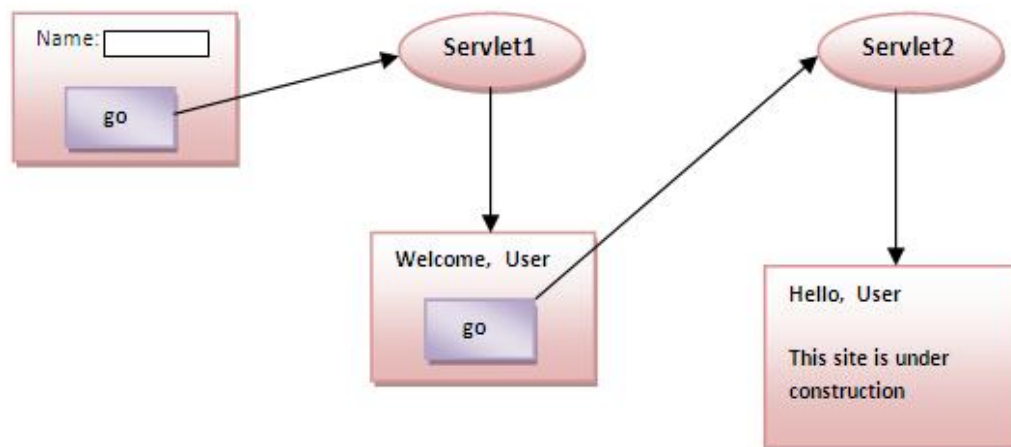 Name:
go
Servlet1
Welcome, User
go
Servlet2
Hello, User
This site is under
construction